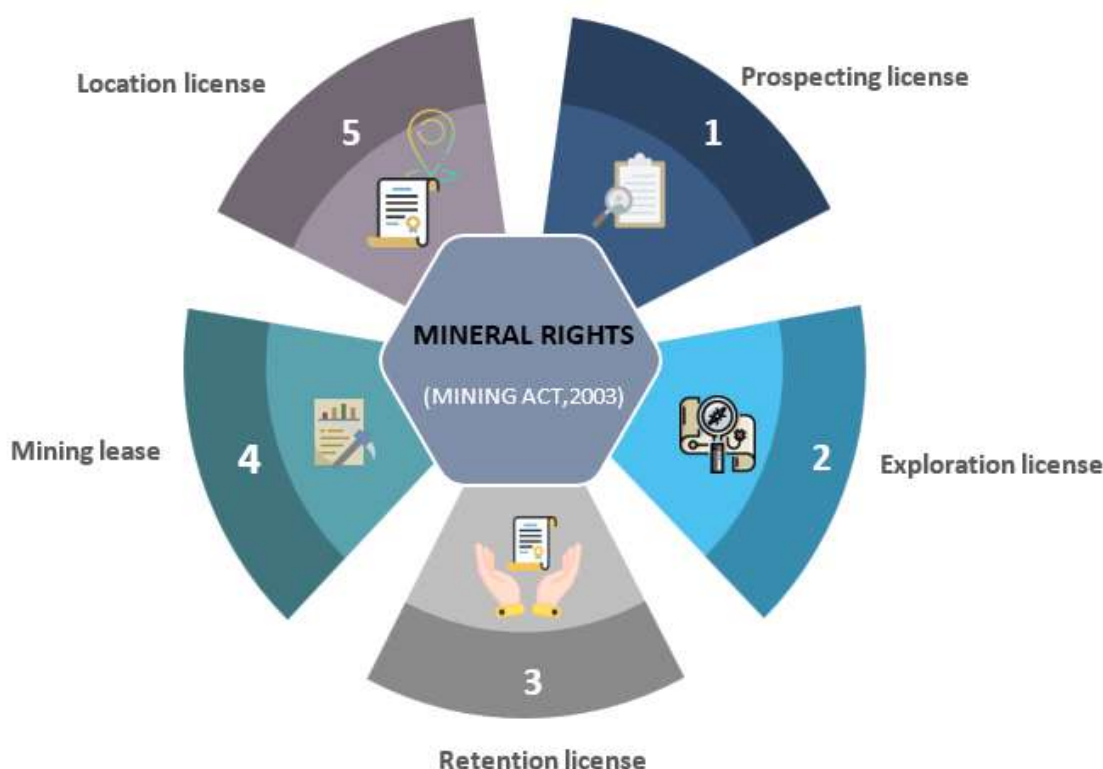 MINERAL RIGHTS
(MINING ACT,2003)
1
Prospecting license
2
Exploration license
3
Retention license
4
Mining lease
5
Location license